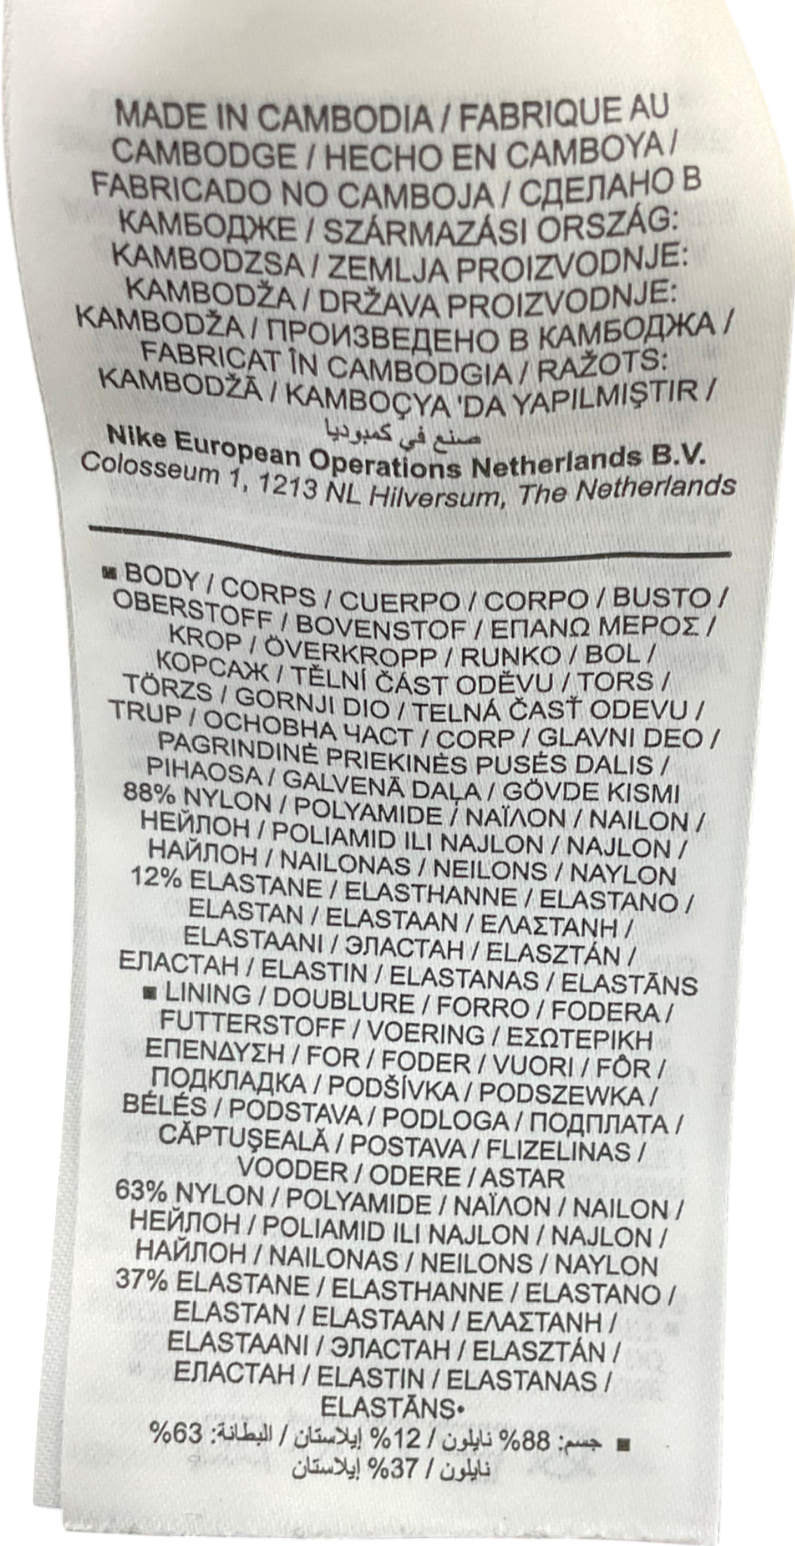 MADE IN CAMBODIA / FABRIQUE AU
CAMBODGE / HECHO EN CAMBOYA /
FABRICADO NO CAMBOJA / СДЕЛАНО В
КАМБОДЖЕ / SZÁRMAZÁSI ORSZÁG:
KAMBODZSA / ZEMLJA PROIZVODNJE:
KAMBODŽA / DRŽAVA PROIZVODNJE:
KAMBODŽA / ПРОИЗВЕДЕНО В КАМБОДЖА /
FABRICAT ÎN CAMBODGIA / RAŽOTS:
KAMBODŽĀ / KAMBOÇYA 'DA YAPILMIŞTIR /
صنع في كمبوديا
Nike European Operations Netherlands B.V.
Colosseum 1, 1213 NL Hilversum, The Netherlands
■ BODY / CORPS / CUERPO / CORPO / BUSTO /
OBERSTOFF / BOVENSTOF / ΕΠΑΝΩ ΜΕΡΟΣ /
KROP / ÖVERKROPP / RUNKO / BOL /
КОРСАЖ / TĚLNÍ ČÁST ODĚVU / TORS /
TÖRZS / GORNJI DIO / TELNÁ ČASŤ ODEVU /
TRUP / ОСНОВНА ЧАСТ / CORP / GLAVNI DEO /
PAGRINDINĖ PRIEKINĖS PUSĖS DALIS /
PIHAOSA / GALVENĀ DAĻA / GÖVDE KISMI
88% NYLON / POLYAMIDE / ΝΑΪΛΟΝ / NAILON /
НЕЙЛОН / POLIAMID ILI NAJLON / NAJLON /
НАЙЛОН / NAILONAS / NEILONS / NAYLON
12% ELASTANE / ELASTHANNE / ELASTANO /
ELASTAN / ELASTAAN / ΕΛΑΣΤΑΝΗ /
ELASTAANI / ЭЛАСТАН / ELASZTÁN /
ЕЛАСТАН / ELASTIN / ELASTANAS / ELASTĀNS
■ LINING / DOUBLURE / FORRO / FODERA /
FUTTERSTOFF / VOERING / ΕΣΩΤΕΡΙΚΗ
ΕΠΕΝΔΥΣΗ / FOR / FODER / VUORI / FÔR /
ПОДКЛАДКА / PODŠÍVKA / PODSZEWKA /
BÉLÉS / PODSTAVA / PODLOGA / ПОДПЛАТА /
CĂPTUŞEALĂ / POSTAVA / FLIZELINAS /
VOODER / ODERE / ASTAR
63% NYLON / POLYAMIDE / ΝΑΪΛΟΝ / NAILON /
НЕЙЛОН / POLIAMID ILI NAJLON / NAJLON /
НАЙЛОН / NAILONAS / NEILONS / NAYLON
37% ELASTANE / ELASTHANNE / ELASTANO /
ELASTAN / ELASTAAN / ΕΛΑΣΤΑΝΗ /
ELASTAANI / ЭЛАСТАН / ELASZTÁN /
ЕЛАСТАН / ELASTIN / ELASTANAS /
ELASTĀNS•
■ جسم: 88% نايلون / 12% إيلاستان / البطانة: 63%
نايلون / 37% إيلاستان